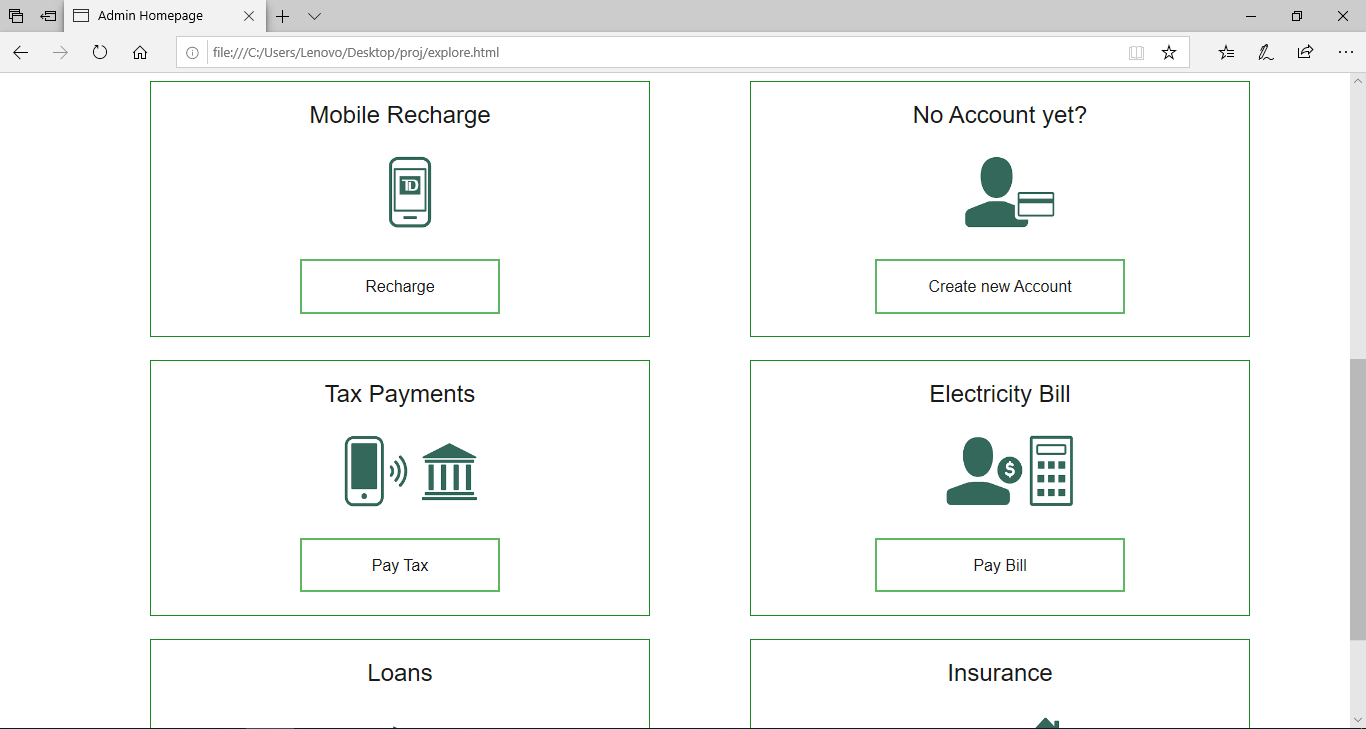 Admin Homepage
file:///C:/Users/Lenovo/Desktop/proj/explore.html
Mobile Recharge
No Account yet?
TD
Recharge
Create new Account
Tax Payments
Electricity Bill
$
Pay Tax
Pay Bill
Loans
Insurance